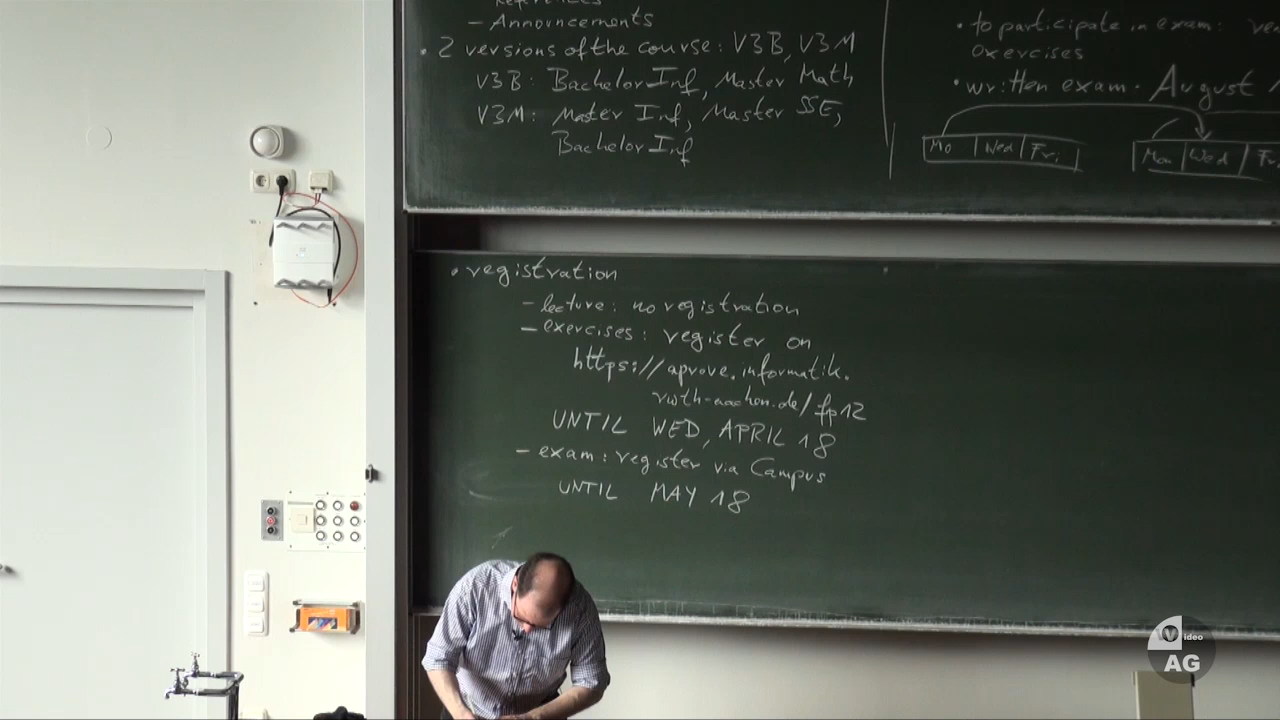 - Announcements
• 2 versions of the course: V3B, V3M
V3B: Bachelor Inf, Master Math
V3M: Master Inf, Master SSE,
Bachelor Inf
• to participate in exam:
exercises
• written exam. August
Mo Wed Fri
Mon Wed Fr
• registration
- lecture: no registration
- exercises: register on
https://aprove.informatik.
rwth-aachen.de/fp12
UNTIL WED, APRIL 18
- exam: register via Campus
UNTIL MAY 18
Video
AG